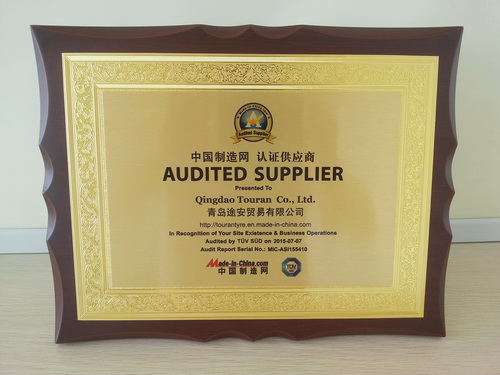 Audited Supplier
中国制造网 认证供应商
AUDITED SUPPLIER
Presented To
Qingdao Touran Co., Ltd.
青岛途安贸易有限公司
http://tourantyre.en.made-in-china.com
In Recognition of Your Site Existence & Business Operations
Audited by TÜV SÜD on 2015-07-07
Audit Report Serial No.: MIC-ASI155410
Made-in-China.com
中国制造网
TÜV